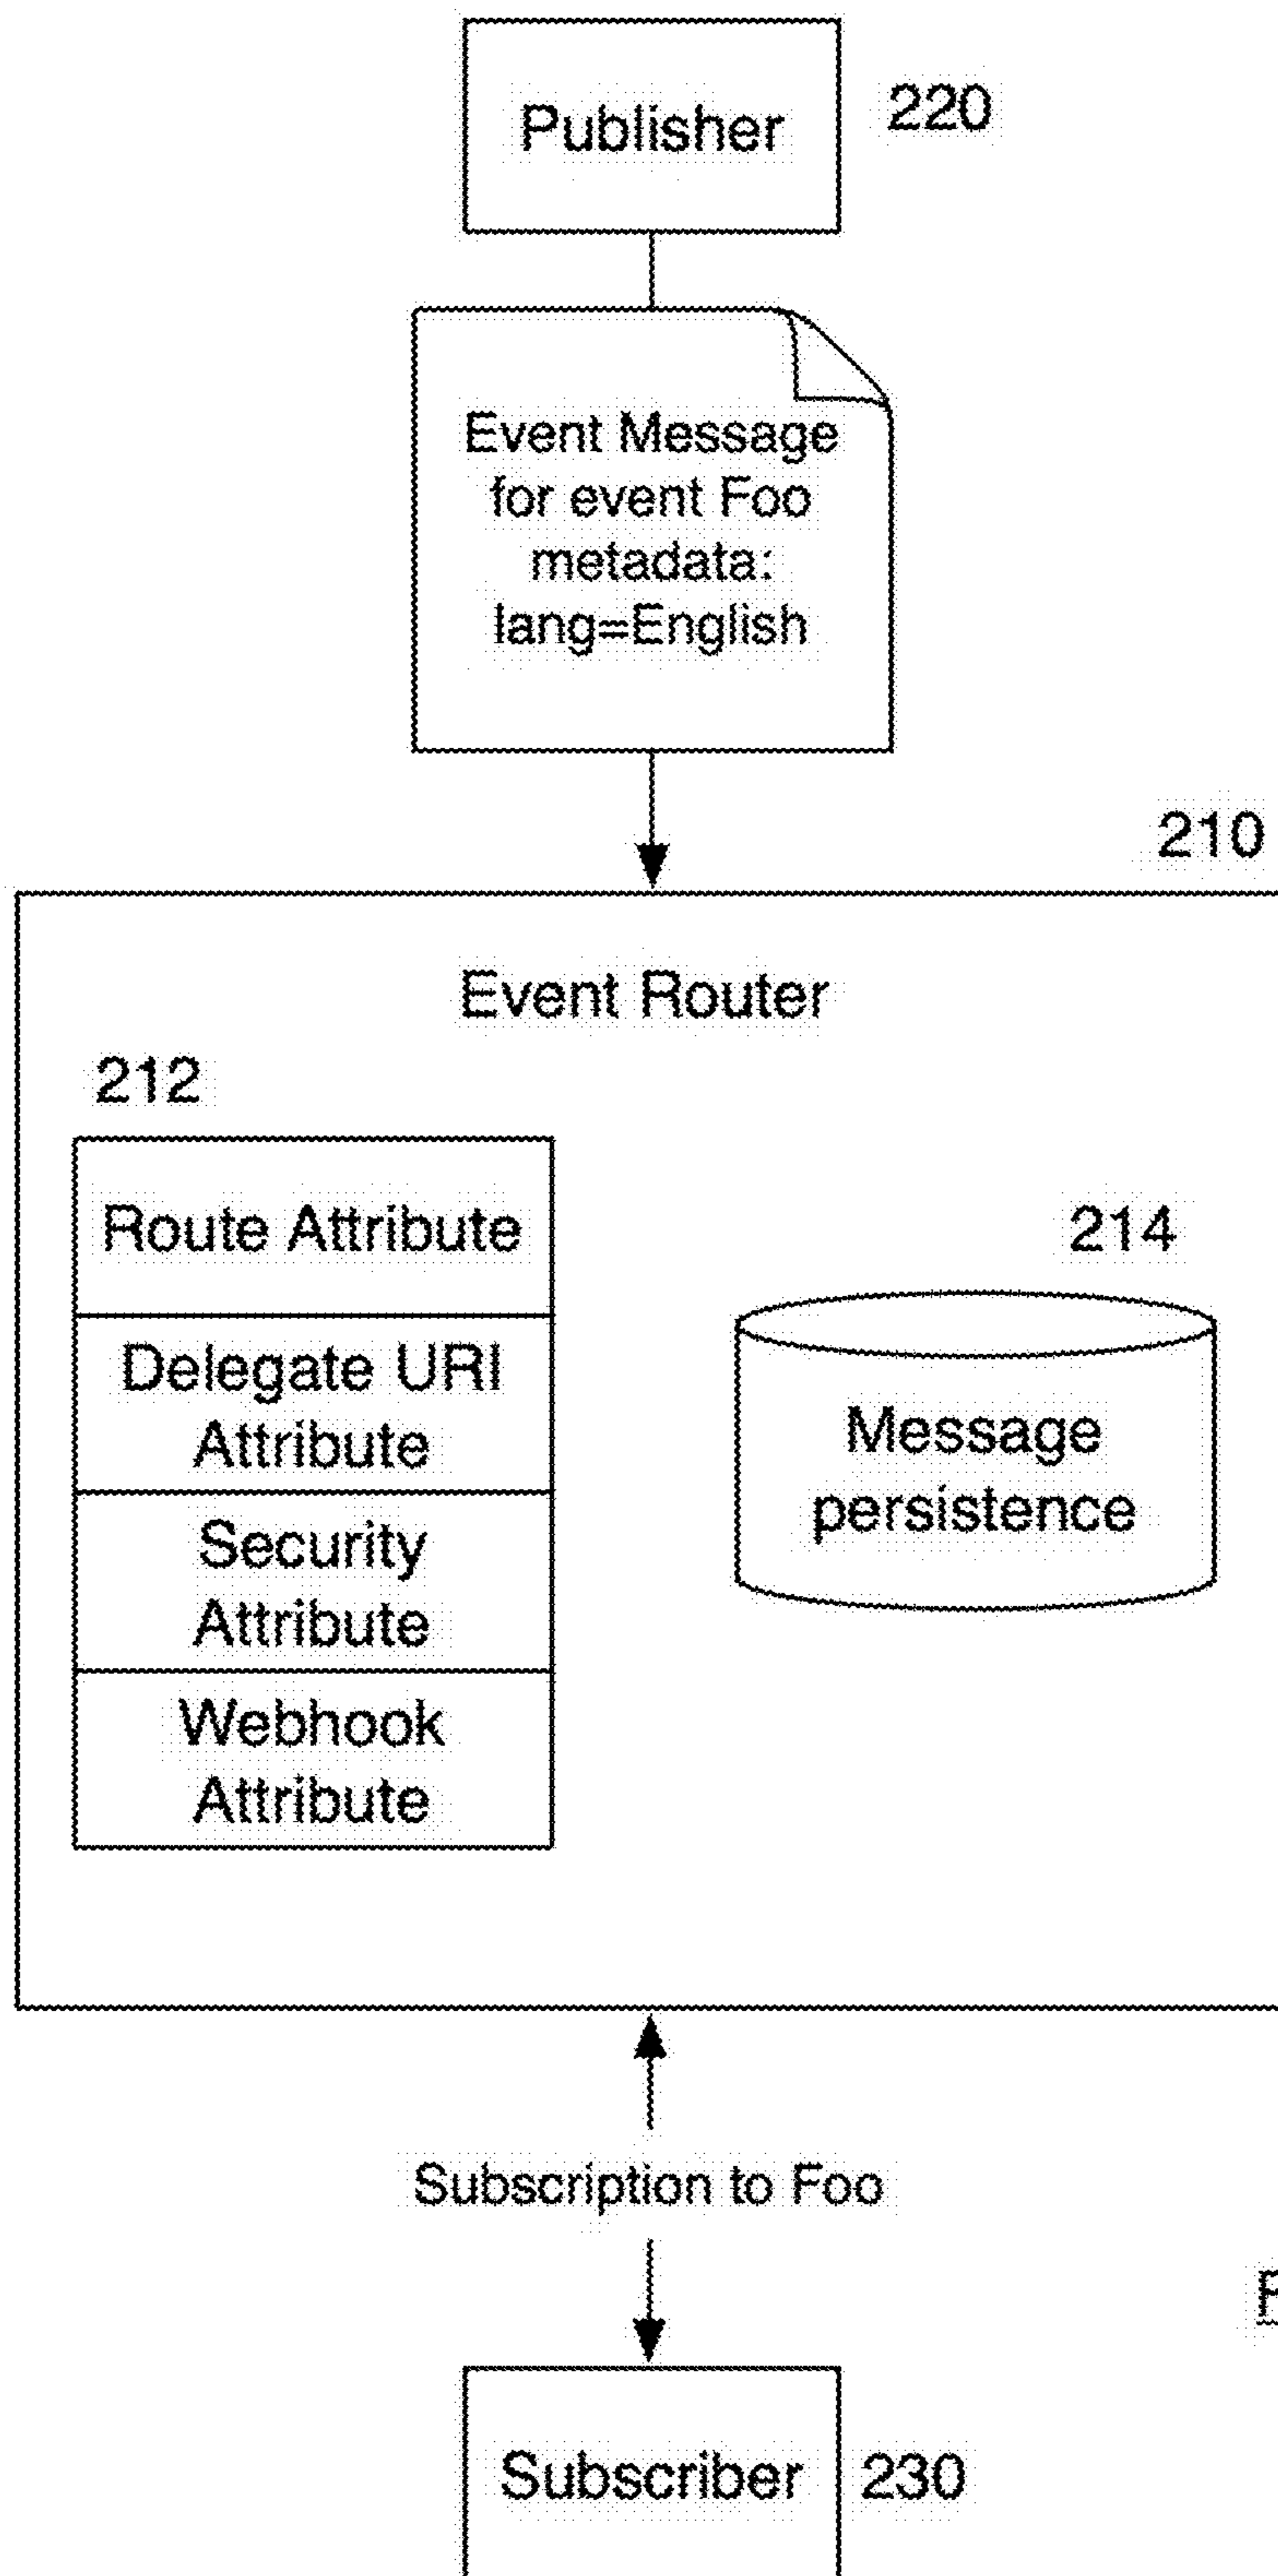 Publisher
220
Event Message
for event Foo
metadata:
lang=English
210
Event Router
212
Route Attribute
Delegate URI
Attribute
Security
Attribute
Webhook
Attribute
214
Message
persistence
Subscription to Foo
Subscriber
230